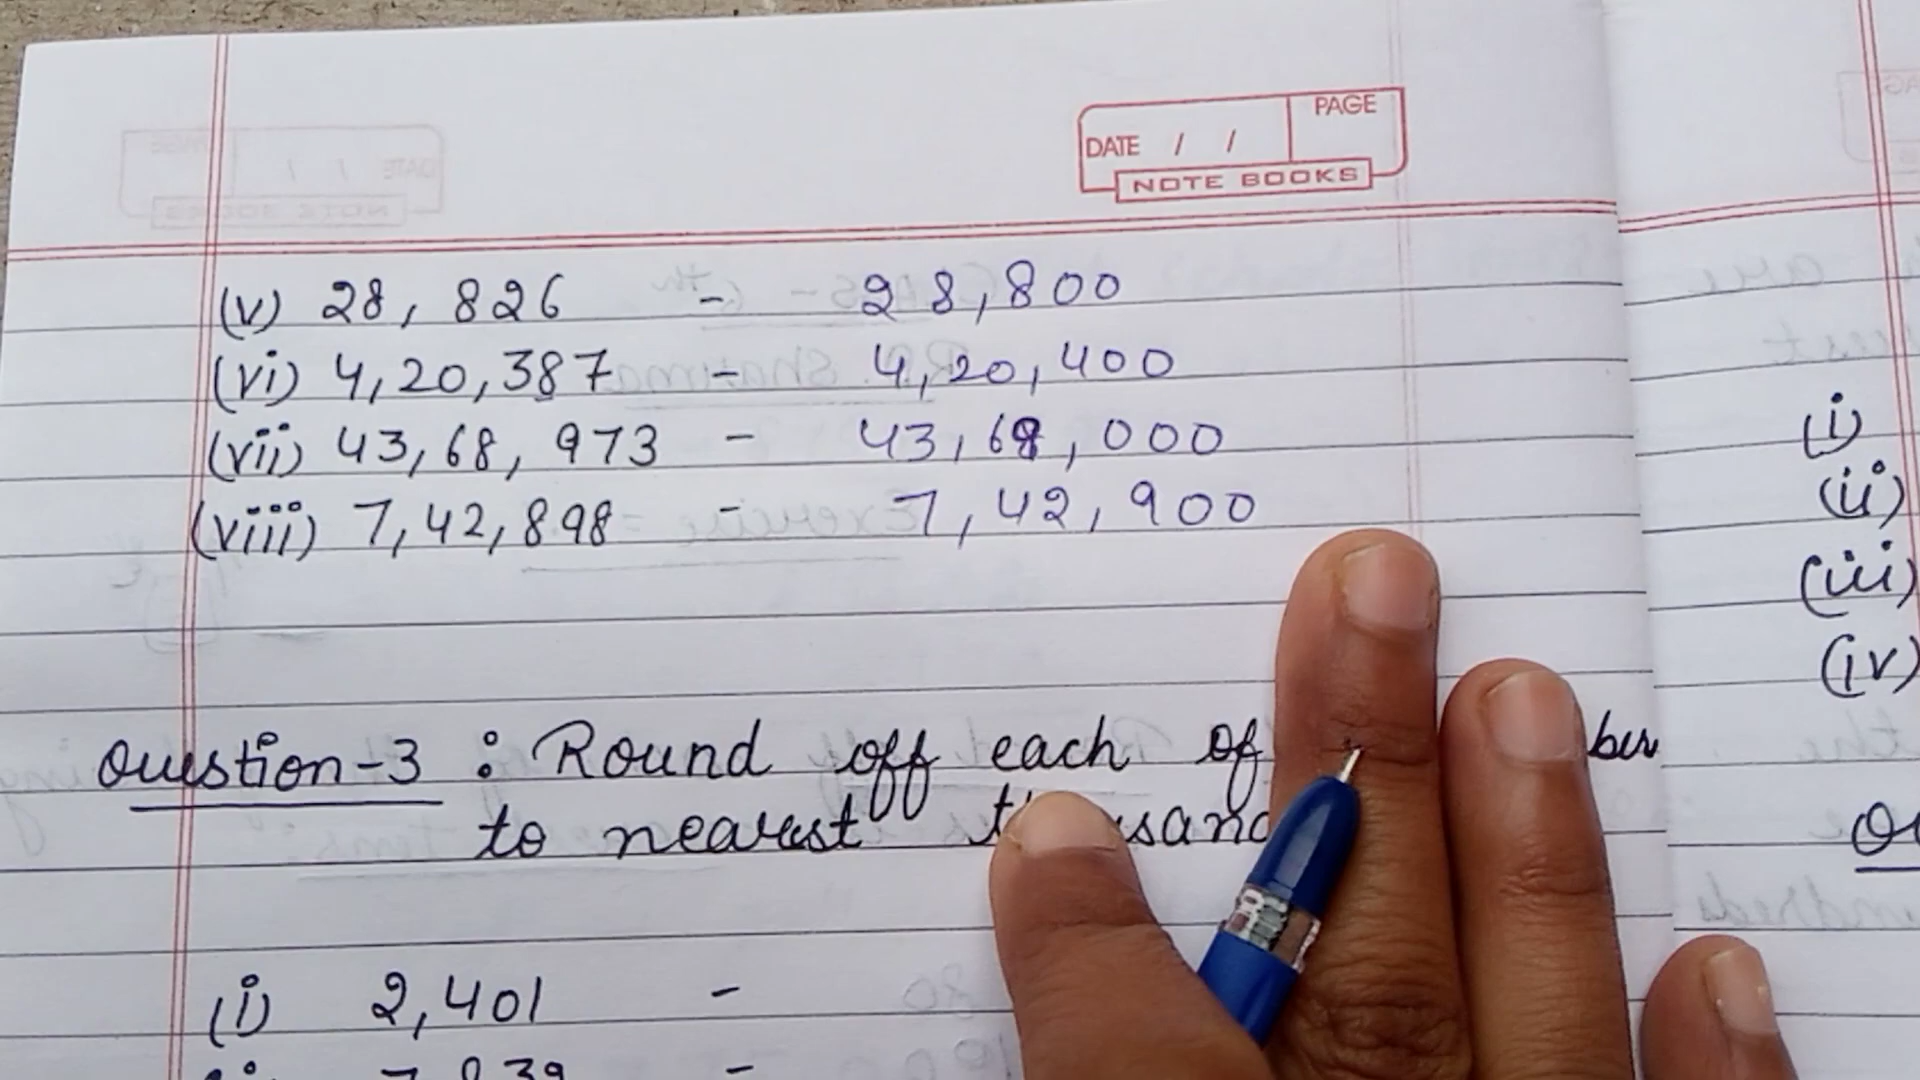 PAGE
DATE / /
NOTE BOOKS
(v) 28,826 - 28,800
(vi) 4,20,387 - 4,20,400
(vii) 43,68,973 - 43,69,000
(viii) 7,42,898 - 7,42,900
Question-3 : Round off each of
to nearest
(i) 2,401 -
(i)
(ii)
(iii)
(iv)